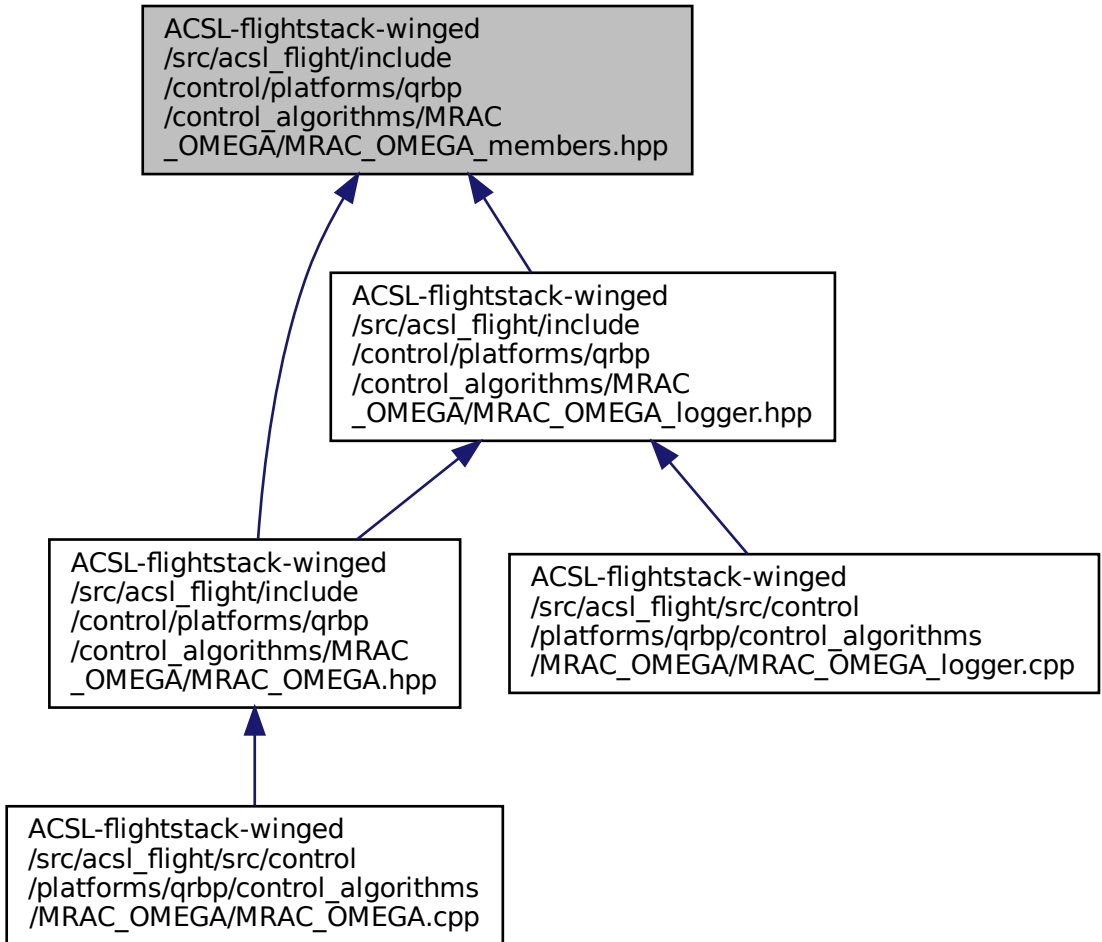 ACSL-flightstack-winged
/src/acsl_flight/include
/control/platforms/qrbp
/control_algorithms/MRAC
_OMEGA/MRAC_OMEGA_members.hpp
ACSL-flightstack-winged
/src/acsl_flight/include
/control/platforms/qrbp
/control_algorithms/MRAC
_OMEGA/MRAC_OMEGA_logger.hpp
ACSL-flightstack-winged
/src/acsl_flight/include
/control/platforms/qrbp
/control_algorithms/MRAC
_OMEGA/MRAC_OMEGA.hpp
ACSL-flightstack-winged
/src/acsl_flight/src/control
/platforms/qrbp/control_algorithms
/MRAC_OMEGA/MRAC_OMEGA_logger.cpp
ACSL-flightstack-winged
/src/acsl_flight/src/control
/platforms/qrbp/control_algorithms
/MRAC_OMEGA/MRAC_OMEGA.cpp